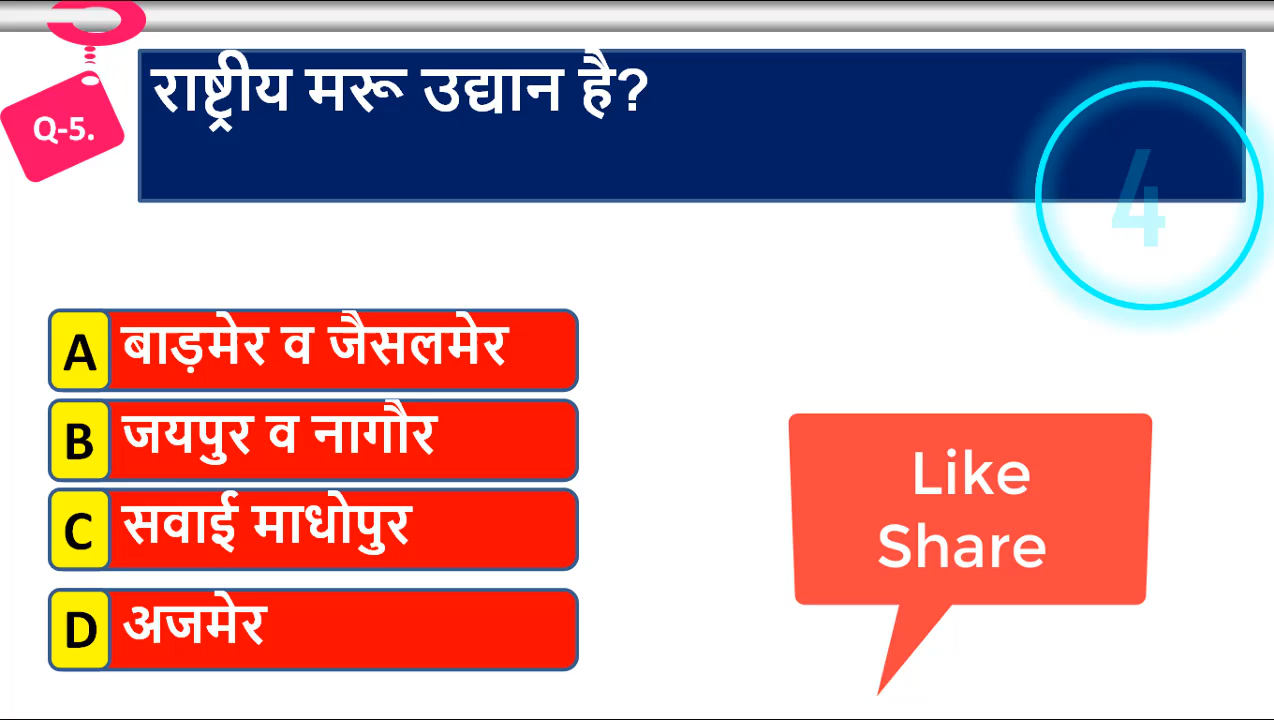 Q-5.
राष्ट्रीय मरू उद्यान है?
4
A बाड़मेर व जैसलमेर
B जयपुर व नागौर
C सवाई माधोपुर
D अजमेर
Like
Share